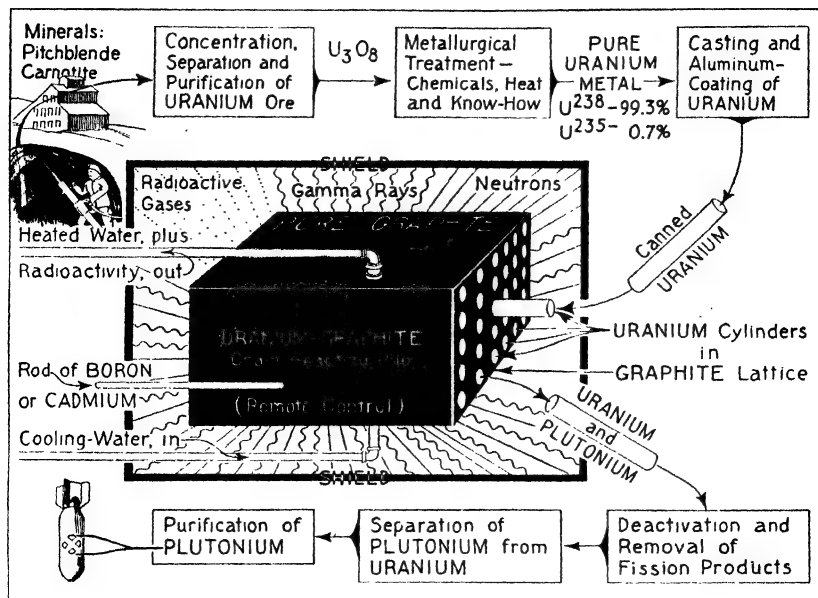 Minerals:
Pitchblende
Carnotite
Concentration,
Separation and
Purification of
URANIUM Ore
U₃O₈
Metallurgical
Treatment—
Chemicals, Heat
and Know-How
PURE
URANIUM
METAL
U²³⁸–99.3%
U²³⁵– 0.7%
Casting and
Aluminum-
Coating of
URANIUM
SHIELD
Radioactive
Gases
Gamma Rays
Neutrons
Heated Water, plus
Radioactivity, out
Canned
URANIUM
URANIUM-GRAPHITE
(Remote Control)
URANIUM Cylinders
in
GRAPHITE Lattice
Rod of BORON
or CADMIUM
Cooling-Water, in
SHIELD
URANIUM
and
PLUTONIUM
Purification of
PLUTONIUM
Separation of
PLUTONIUM from
URANIUM
Deactivation and
Removal of
Fission Products